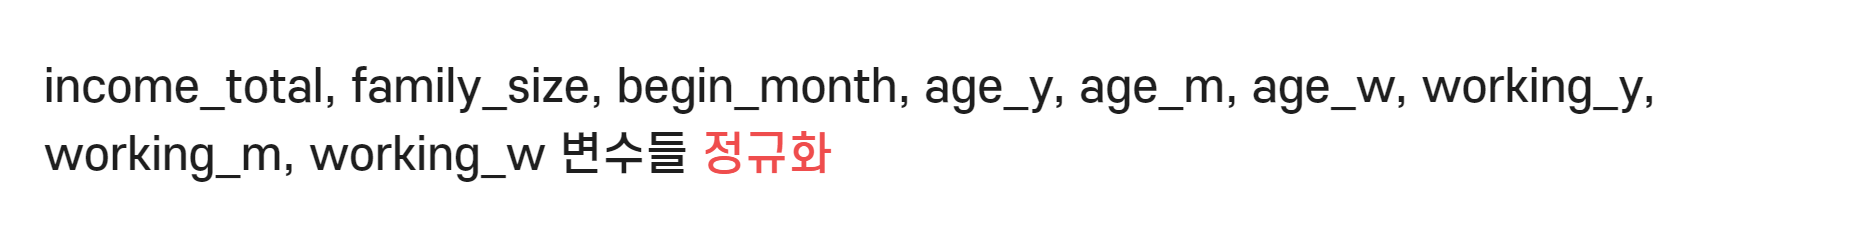 income_total, family_size, begin_month, age_y, age_m, age_w, working_y,
working_m, working_w 변수들 정규화